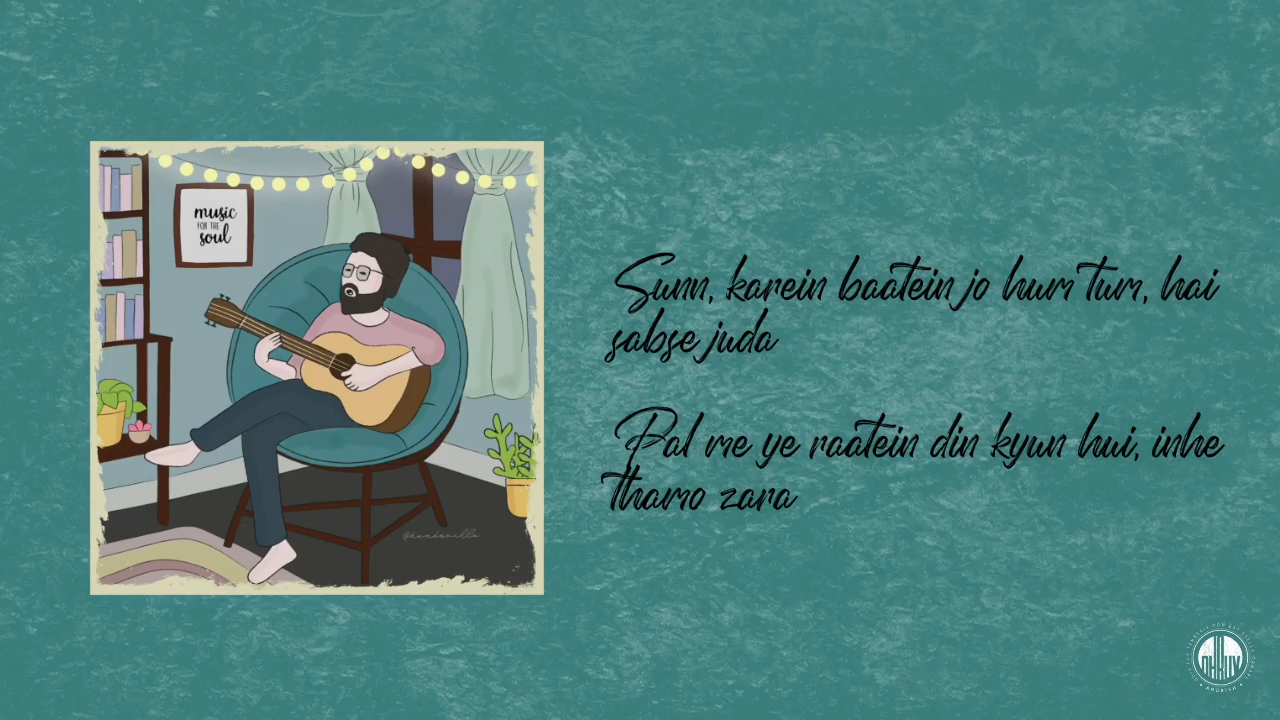 music
FOR THE
soul
Sunn, karein baatein jo hum tum, hai
sabse juda
Pal me ye raatein din kyun hui, inhe
thamo zara